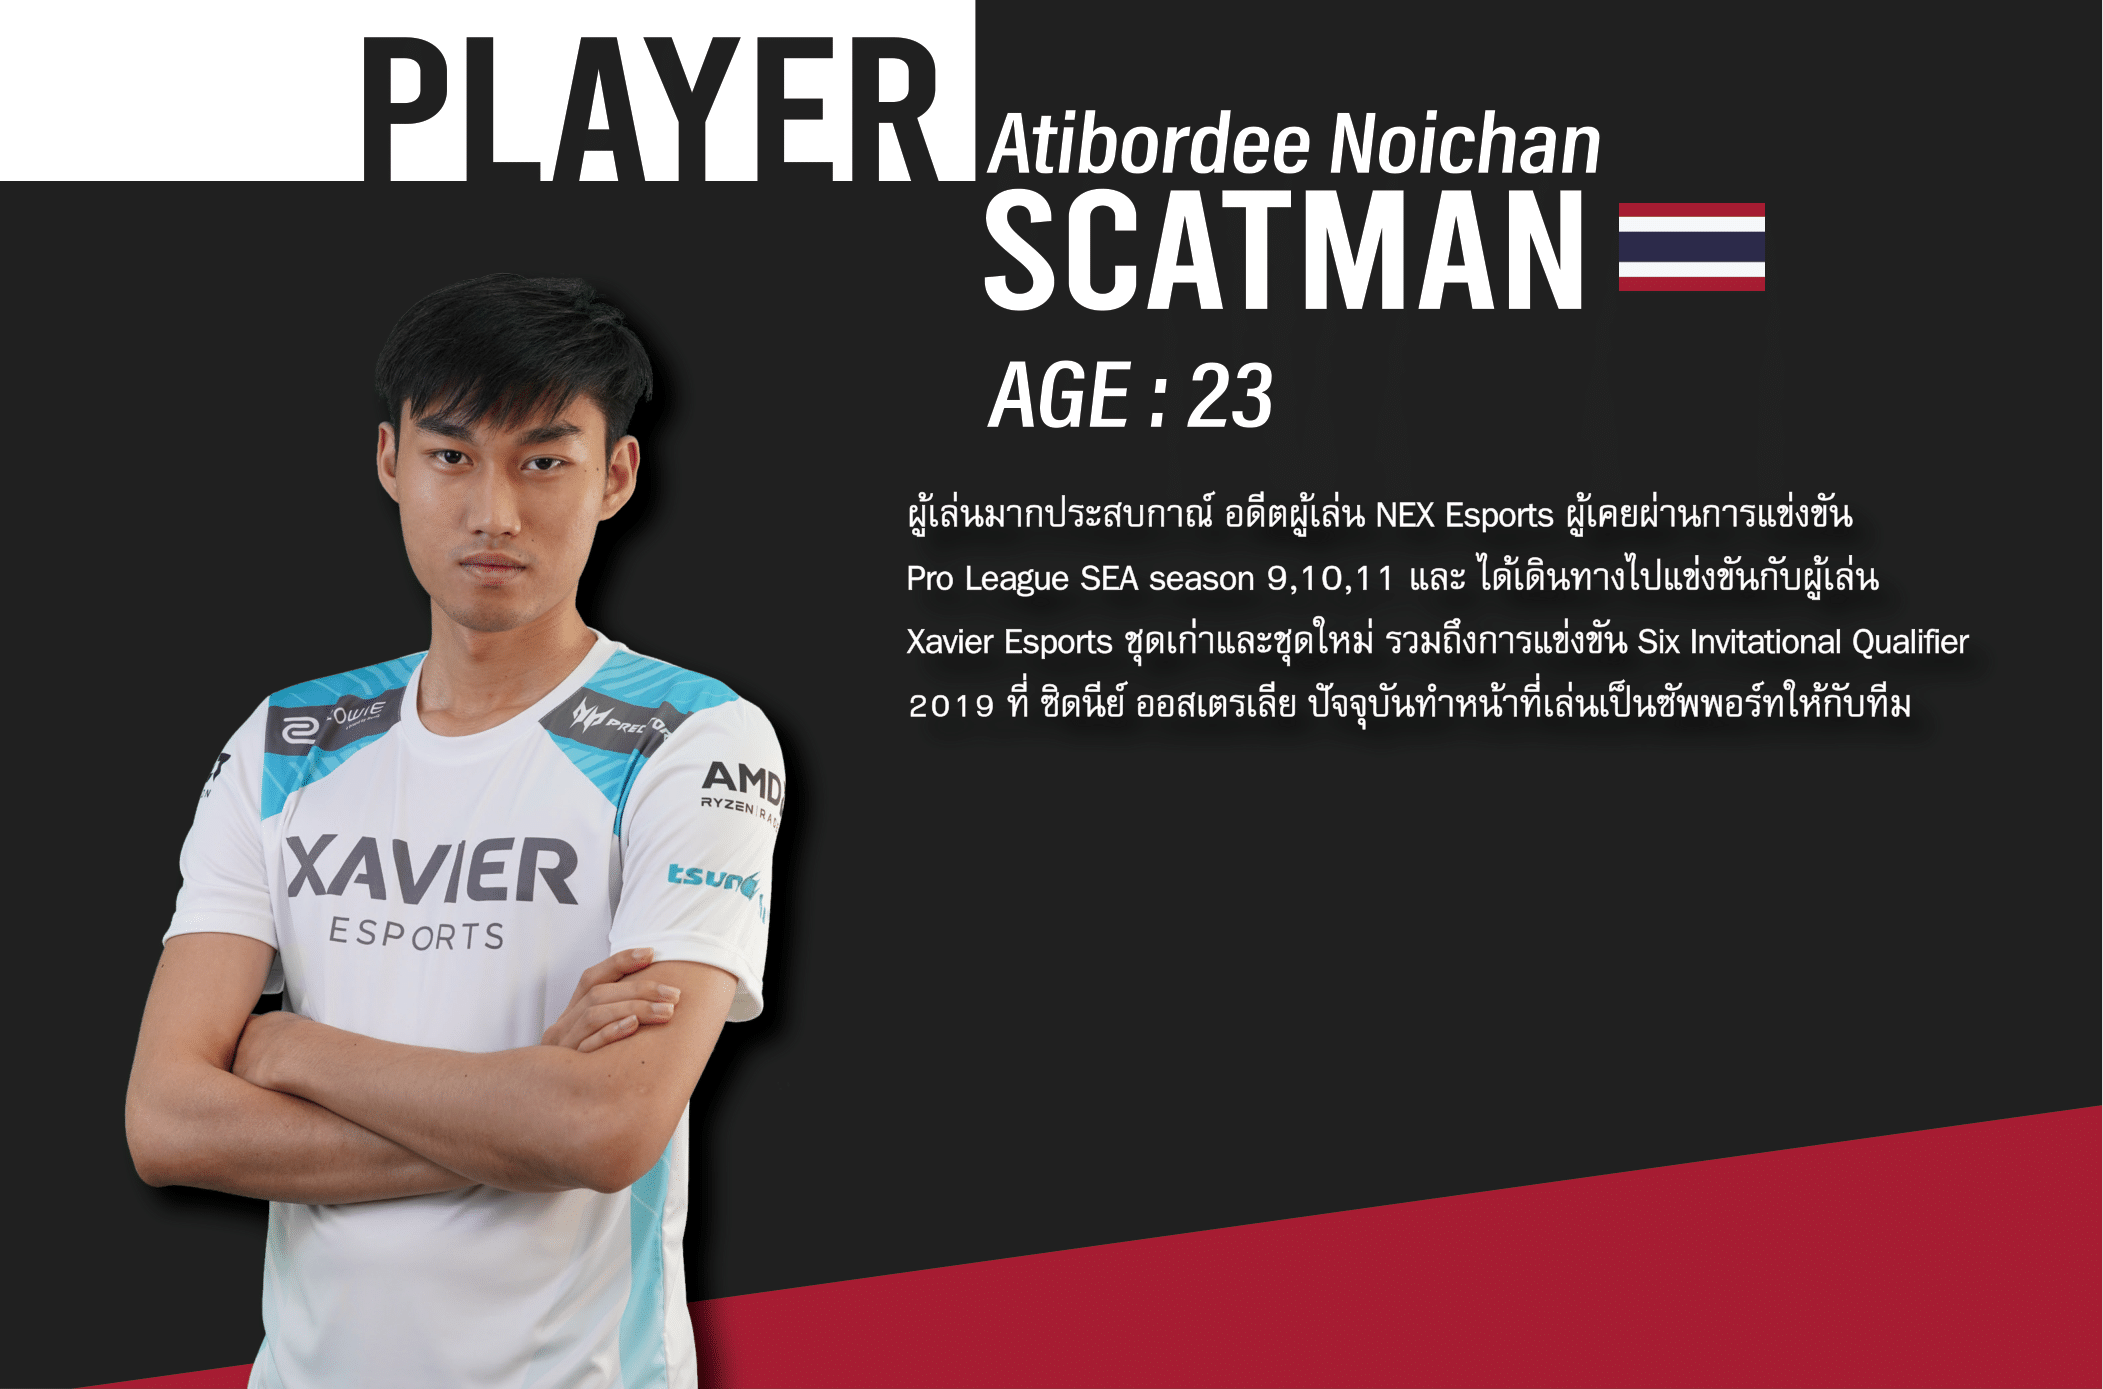 PLAYER
Atibordee Noichan
SCATMAN
AGE : 23
ผู้เล่นมากประสบกาณ์ อดีตผู้เล่น NEX Esports ผู้เคยผ่านการแข่งขัน
Pro League SEA season 9,10,11 และ ได้เดินทางไปแข่งขันกับผู้เล่น
Xavier Esports ชุดเก่าและชุดใหม่ รวมถึงการแข่งขัน Six Invitational Qualifier
2019 ที่ ซิดนีย์ ออสเตรเลีย ปัจจุบันทำหน้าที่เล่นเป็นซัพพอร์ทให้กับทีม
XAVIER
ESPORTS
AMD
RYZEN